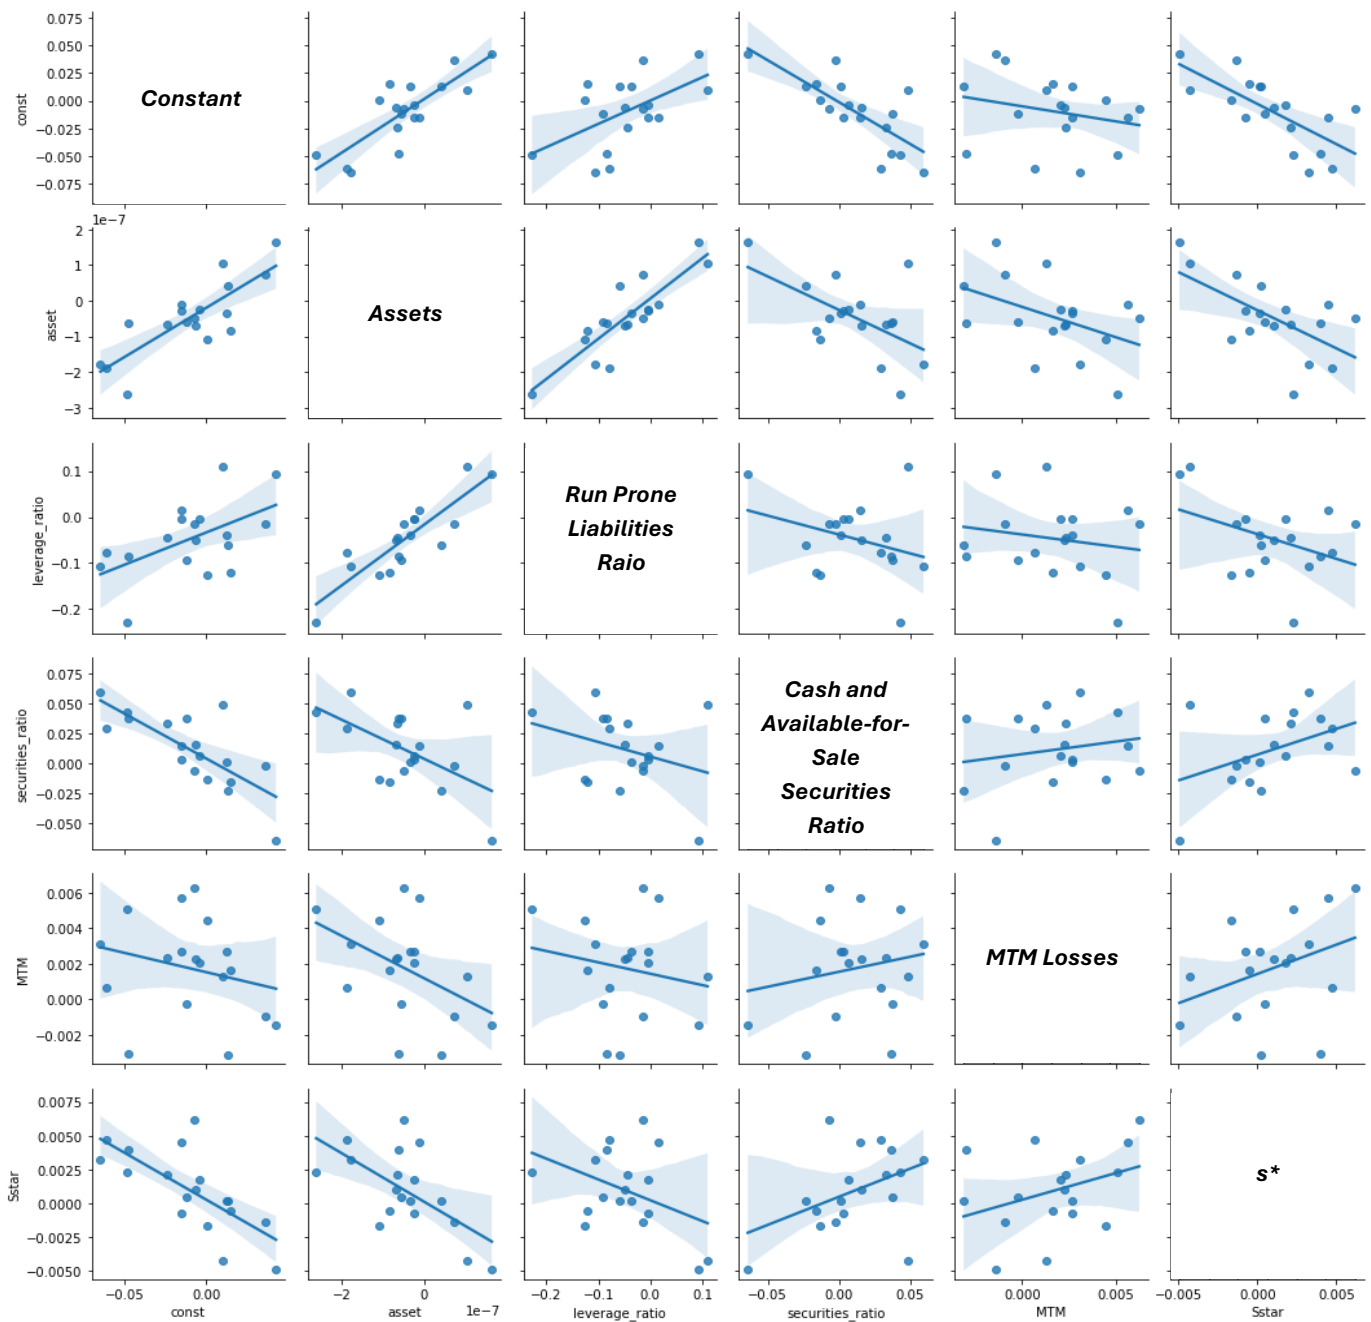 0.075
0.050
0.025
0.000
−0.025
−0.050
−0.075
const
Constant
1e−7
2
1
0
−1
−2
−3
asset
Assets
0.1
0.0
−0.1
−0.2
leverage_ratio
Run Prone
Liabilities
Raio
0.075
0.050
0.025
0.000
−0.025
−0.050
securities_ratio
Cash and
Available-for-
Sale
Securities
Ratio
0.006
0.004
0.002
0.000
−0.002
MTM
MTM Losses
0.0075
0.0050
0.0025
0.0000
−0.0025
−0.0050
Sstar
s*
−0.05 0.00
const
−2 0
asset 1e−7
−0.2 −0.1 0.0 0.1
leverage_ratio
−0.05 0.00 0.05
securities_ratio
0.000 0.005
MTM
−0.005 0.000 0.005
Sstar